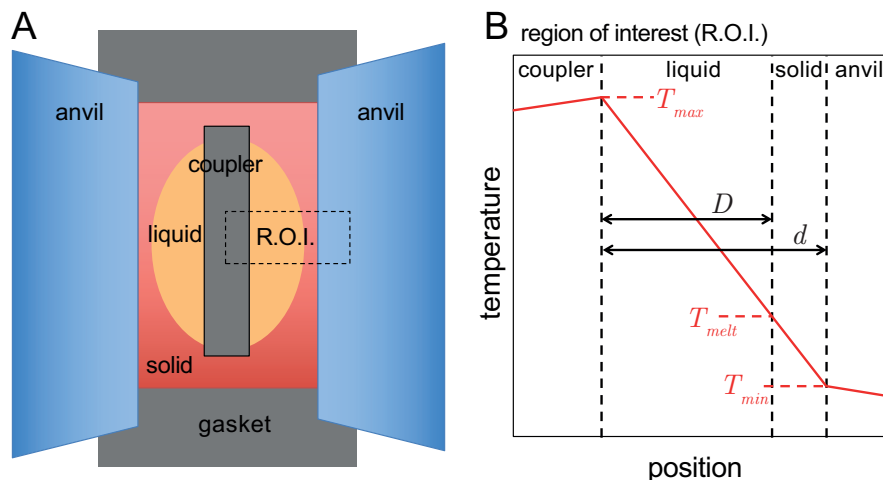 A
anvil
anvil
coupler
liquid
R.O.I.
solid
gasket
B
region of interest (R.O.I.)
coupler
liquid
solid
anvil
T_max
D
d
T_melt
T_min
temperature
position